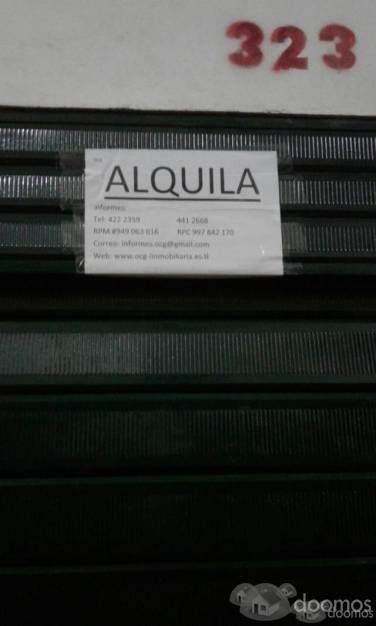 323
ALQUILA
Informes:
Tel: 422 2359 441 2668
RPM #949 063 616 RPC 997 842 170
Correo: informes.ocg@gmail.com
Web: www.ocg-inmobiliaria.es.tl
doomos
doomos